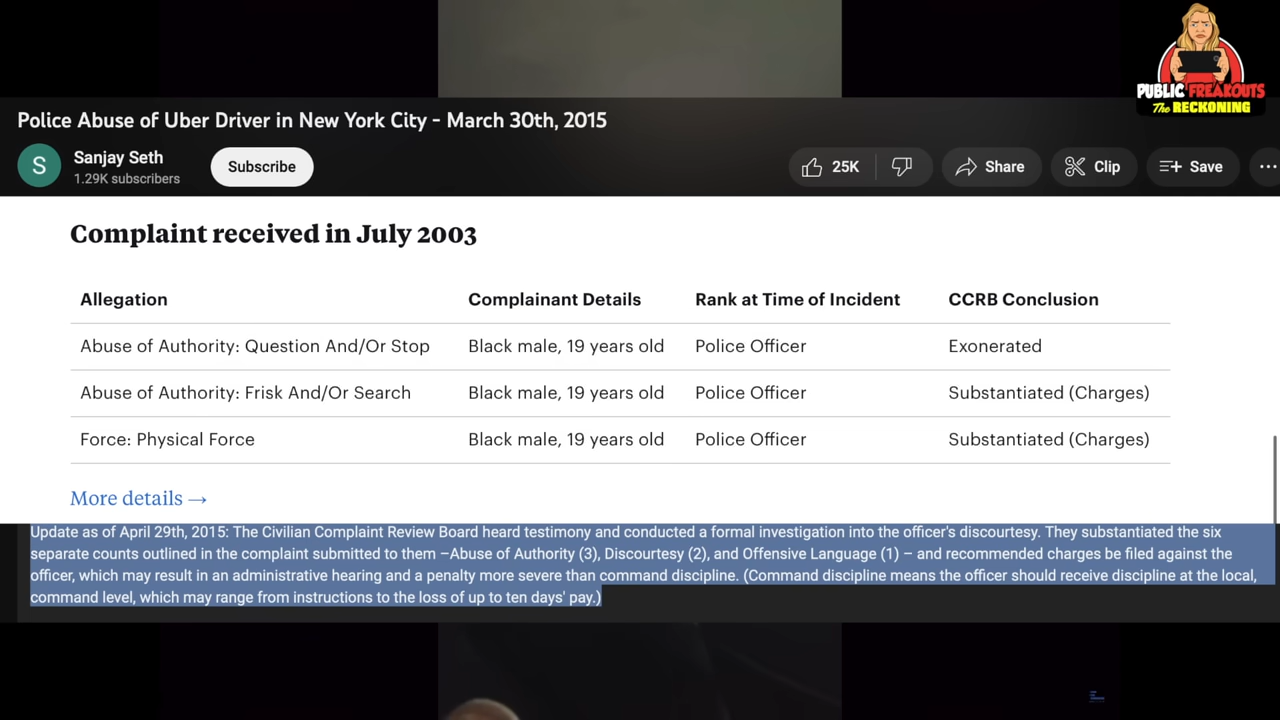 PUBLIC FREAKOUTS
The RECKONING
Police Abuse of Uber Driver in New York City - March 30th, 2015
S
Sanjay Seth
1.29K subscribers
Subscribe
25K
Share
Clip
Save
Complaint received in July 2003
Allegation Complainant Details Rank at Time of Incident CCRB Conclusion
Abuse of Authority: Question And/Or Stop Black male, 19 years old Police Officer Exonerated
Abuse of Authority: Frisk And/Or Search Black male, 19 years old Police Officer Substantiated (Charges)
Force: Physical Force Black male, 19 years old Police Officer Substantiated (Charges)
More details →
Update as of April 29th, 2015: The Civilian Complaint Review Board heard testimony and conducted a formal investigation into the officer's discourtesy. They substantiated the six
separate counts outlined in the complaint submitted to them –Abuse of Authority (3), Discourtesy (2), and Offensive Language (1) – and recommended charges be filed against the
officer, which may result in an administrative hearing and a penalty more severe than command discipline. (Command discipline means the officer should receive discipline at the local,
command level, which may range from instructions to the loss of up to ten days' pay.)